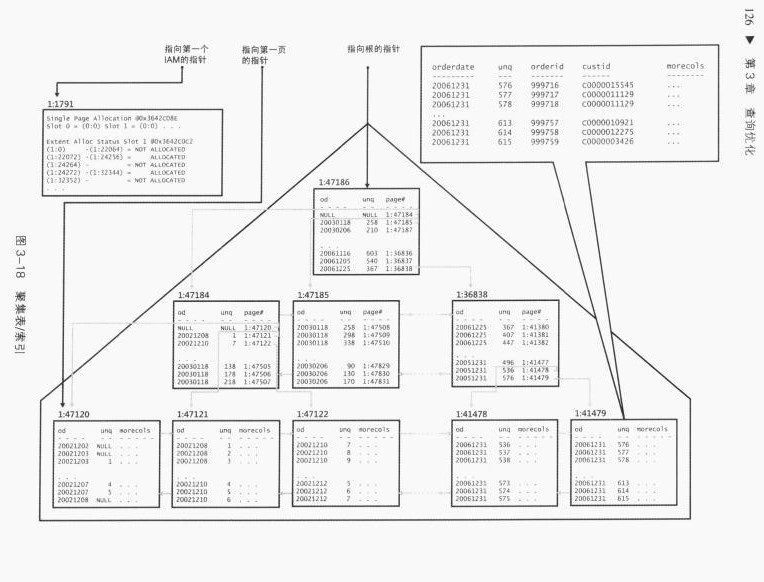 126 ▶ 第3章 查询优化
指向第一个
IAM的指针
指向第一页
的指针
指向根的指针
orderdate unq orderid custid morecols
--------- --- ------- ------ --------
20061231 576 999716 C0000015545 ...
20061231 577 999717 C0000011129 ...
20061231 578 999718 C0000011129 ...
...
20061231 613 999757 C0000010921 ...
20061231 614 999758 C0000012275 ...
20061231 615 999759 C0000003426 ...
1:1791
Single Page Allocation @0x3642C08E
Slot 0 = (0:0) Slot 1 = (0:0) . . .
Extent Alloc Status Slot 1 @0x3642C0C2
(1:0) -(1:22064) = NOT ALLOCATED
(1:22072) -(1:24256) = ALLOCATED
(1:24264) - = NOT ALLOCATED
(1:24272) -(1:32344) = ALLOCATED
(1:32352) - = NOT ALLOCATED
. . .
1:47186
od unq page#
- - - - - - - -
NULL NULL 1:47184
20030118 258 1:47185
20030206 210 1:47187
. . .
20061116 603 1:36836
20061205 540 1:36837
20061225 367 1:36838
1:47184
od unq page#
- - - - - - - -
NULL NULL 1:47120
20021208 1 1:47121
20021210 7 1:47122
. . .
20030118 138 1:47505
20030118 178 1:47506
20030118 218 1:47507
1:47185
od unq page#
- - - - - - - -
20030118 258 1:47508
20030118 298 1:47509
20030118 338 1:47510
. . .
20030206 90 1:47829
20030206 130 1:47830
20030206 170 1:47831
1:36838
od unq page#
- - - - - - - -
20061225 367 1:41380
20061225 407 1:41381
20061225 447 1:41382
. . .
20051231 496 1:41477
20051231 536 1:41478
20051231 576 1:41479
1:47120
od unq morecols
- - - - - - - -
20021202 NULL . . .
20021203 NULL . . .
20021203 1 . . .
. . .
20021207 4 . . .
20021207 5 . . .
20021208 NULL . . .
1:47121
od unq morecols
- - - - - - - -
20021208 1 . . .
20021208 2 . . .
20021208 3 . . .
. . .
20021210 4 . . .
20021210 5 . . .
20021210 6 . . .
1:47122
od unq morecols
- - - - - - - -
20021210 7 . . .
20021210 8 . . .
20021210 9 . . .
. . .
20021212 5 . . .
20021212 6 . . .
20021212 7 . . .
1:41478
od unq morecols
- - - - - - - -
20061231 536 . . .
20061231 537 . . .
20061231 538 . . .
. . .
20061231 573 . . .
20061231 574 . . .
20061231 575 . . .
1:41479
od unq morecols
- - - - - - - -
20061231 576 . . .
20061231 577 . . .
20061231 578 . . .
. . .
20061231 613 . . .
20061231 614 . . .
20061231 615 . . .
图 3-18 聚集表/索引